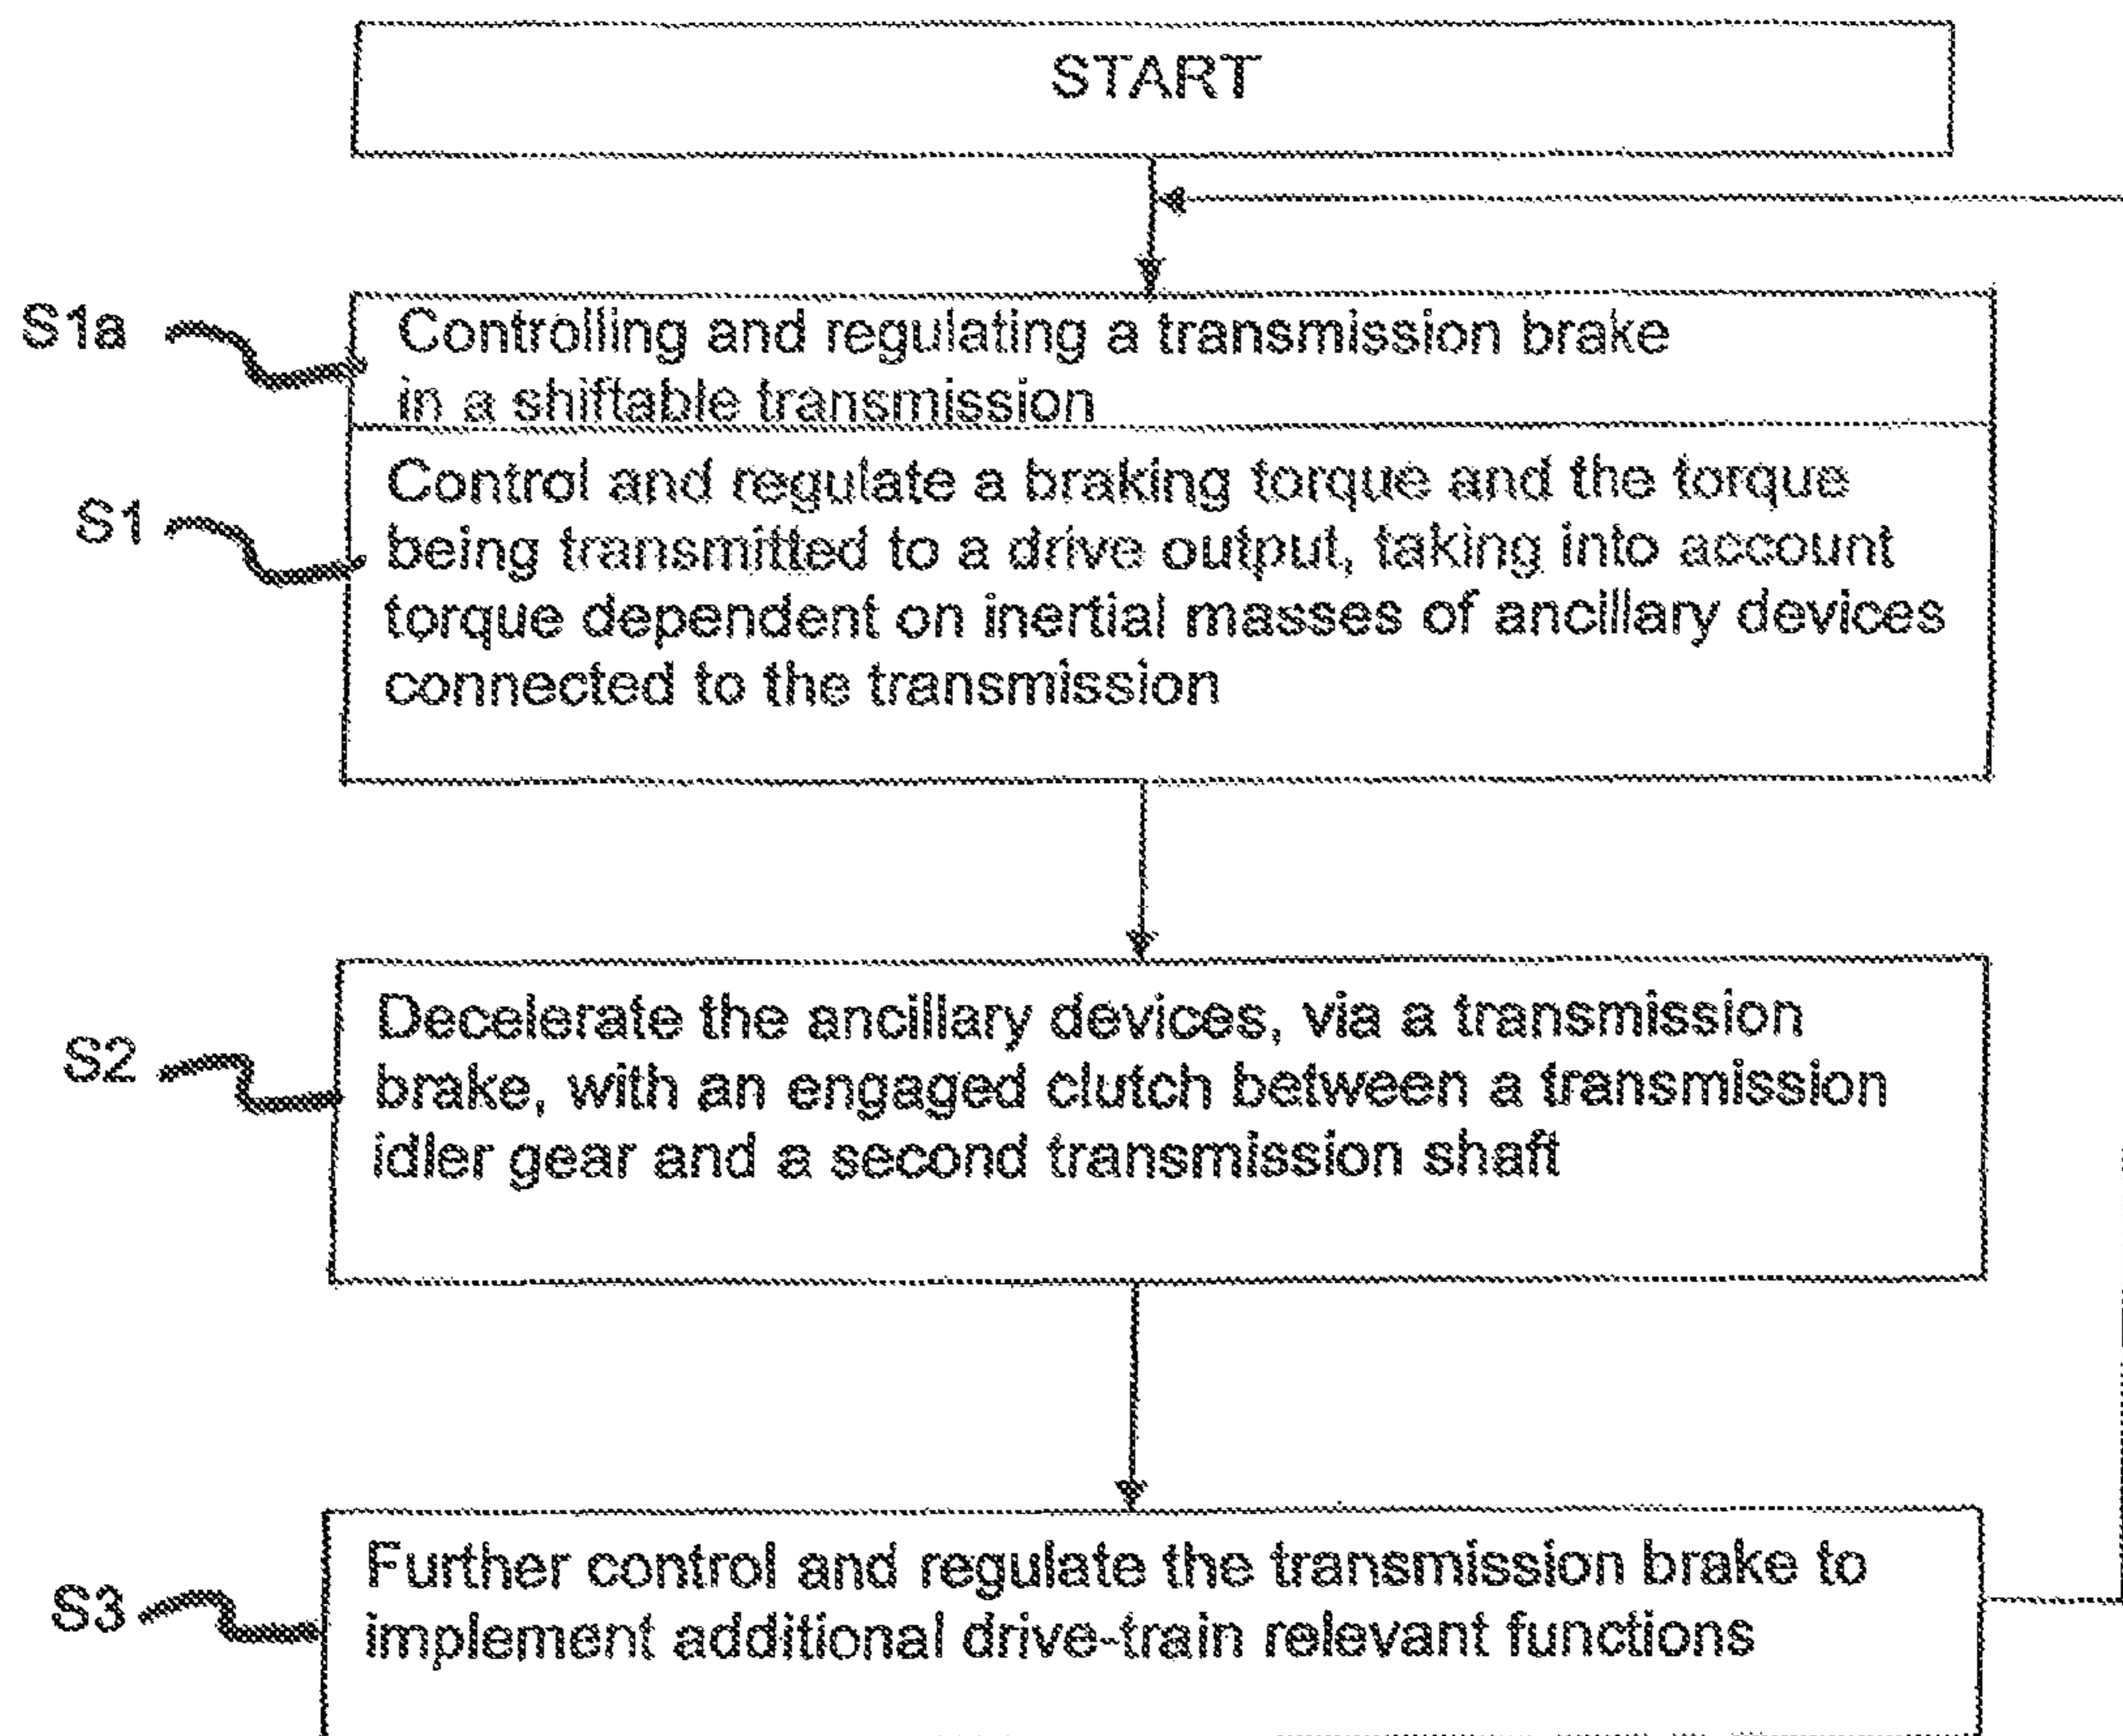 START
S1a
Controlling and regulating a transmission brake
in a shiftable transmission
S1
Control and regulate a braking torque and the torque
being transmitted to a drive output, taking into account
torque dependent on inertial masses of ancillary devices
connected to the transmission
S2
Decelerate the ancillary devices, via a transmission
brake, with an engaged clutch between a transmission
idler gear and a second transmission shaft
S3
Further control and regulate the transmission brake to
implement additional drive-train relevant functions